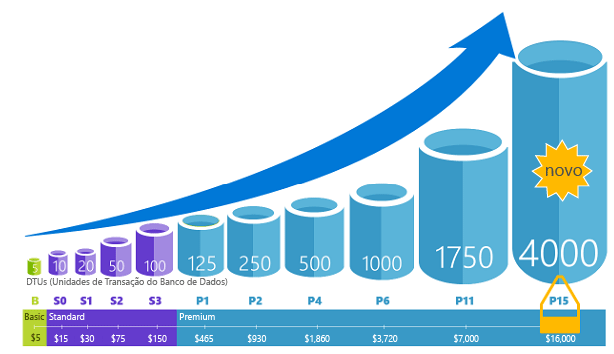 novo
5 10 20 50 100 125 250 500 1000 1750 4000
DTUs (Unidades de Transação do Banco de Dados)
B S0 S1 S2 S3 P1 P2 P4 P6 P11 P15
Basic Standard Premium
$5 $15 $30 $75 $150 $465 $930 $1,860 $3,720 $7,000 $16,000